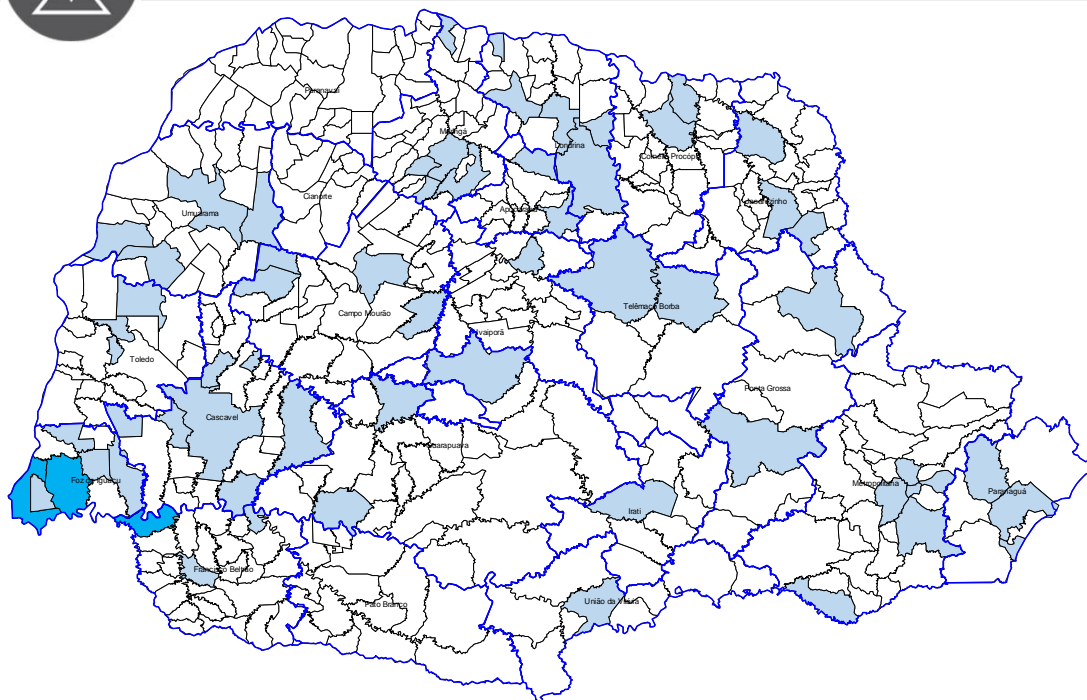 Paranavaí
Maringá
Londrina
Cornélio Procópio
Cianorte
Apucarana
Jacarezinho
Umuarama
Telêmaco Borba
Campo Mourão
Ivaiporã
Toledo
Ponta Grossa
Cascavel
Guarapuava
Foz do Iguaçu
Metropolitana
Paranaguá
Irati
Francisco Beltrão
União da Vitória
Pato Branco